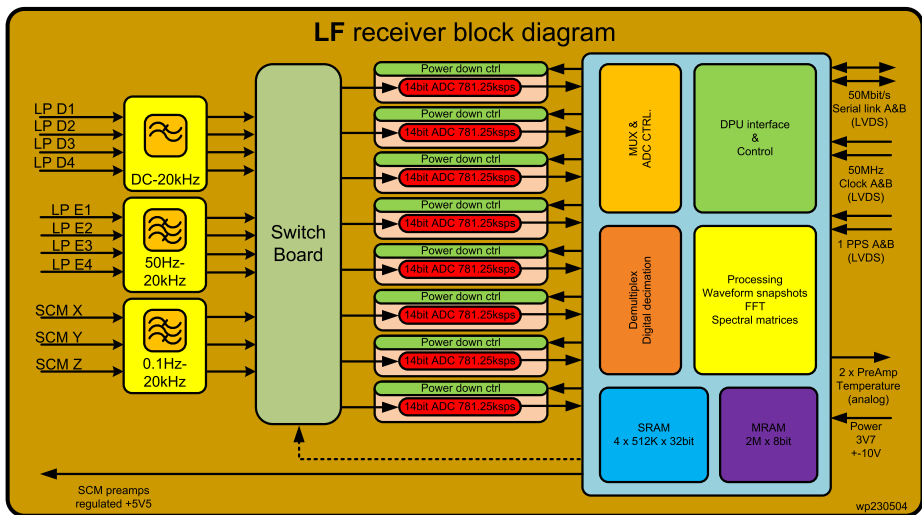 LF receiver block diagram
LP D1
LP D2
LP D3
LP D4
DC-20kHz
LP E1
LP E2
LP E3
LP E4
50Hz-
20kHz
SCM X
SCM Y
SCM Z
0.1Hz-
20kHz
Switch
Board
Power down ctrl
14bit ADC 781.25ksps
Power down ctrl
14bit ADC 781.25ksps
Power down ctrl
14bit ADC 781.25ksps
Power down ctrl
14bit ADC 781.25ksps
Power down ctrl
14bit ADC 781.25ksps
Power down ctrl
14bit ADC 781.25ksps
Power down ctrl
14bit ADC 781.25ksps
Power down ctrl
14bit ADC 781.25ksps
MUX &
ADC CTRL.
DPU interface
&
Control
Demultiplex
Digital decimation
Processing
Waveform snapshots
FFT
Spectral matrices
SRAM
4 x 512K x 32bit
MRAM
2M x 8bit
50Mbit/s
Serial link A&B
(LVDS)
50MHz
Clock A&B
(LVDS)
1 PPS A&B
(LVDS)
2 x PreAmp
Temperature
(analog)
Power
3V7
+-10V
SCM preamps
regulated +5V5
wp230504